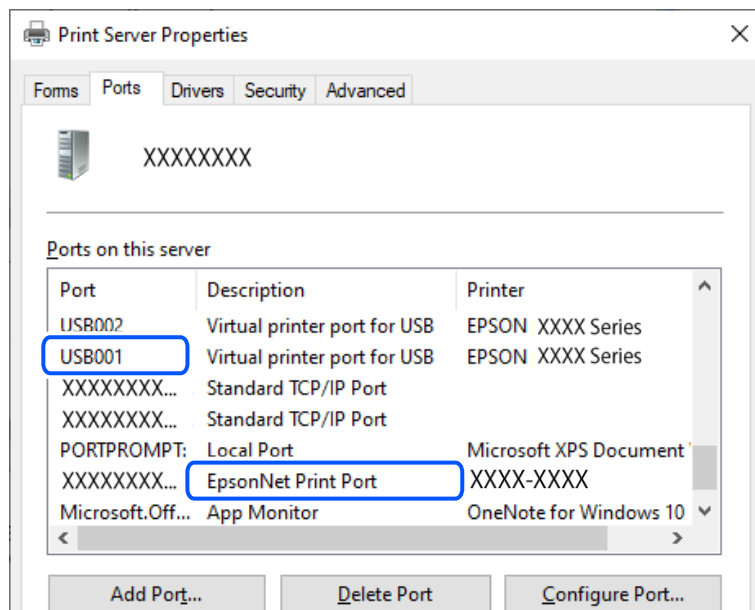 Print Server Properties
Forms Ports Drivers Security Advanced
XXXXXXXX
Ports on this server
Port Description Printer
USB002 Virtual printer port for USB EPSON XXXX Series
USB001 Virtual printer port for USB EPSON XXXX Series
XXXXXXXX... Standard TCP/IP Port
XXXXXXXX... Standard TCP/IP Port
PORTPROMPT: Local Port Microsoft XPS Document
XXXXXXXX... EpsonNet Print Port XXXX-XXXX
Microsoft.Off... App Monitor OneNote for Windows 10
Add Port... Delete Port Configure Port...